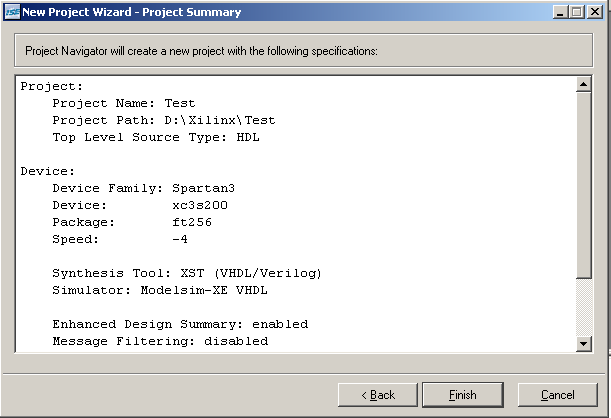 ISE New Project Wizard - Project Summary
Project Navigator will create a new project with the following specifications:
Project:
Project Name: Test
Project Path: D:\Xilinx\Test
Top Level Source Type: HDL
Device:
Device Family: Spartan3
Device: xc3s200
Package: ft256
Speed: -4
Synthesis Tool: XST (VHDL/Verilog)
Simulator: Modelsim-XE VHDL
Enhanced Design Summary: enabled
Message Filtering: disabled
< Back Finish Cancel